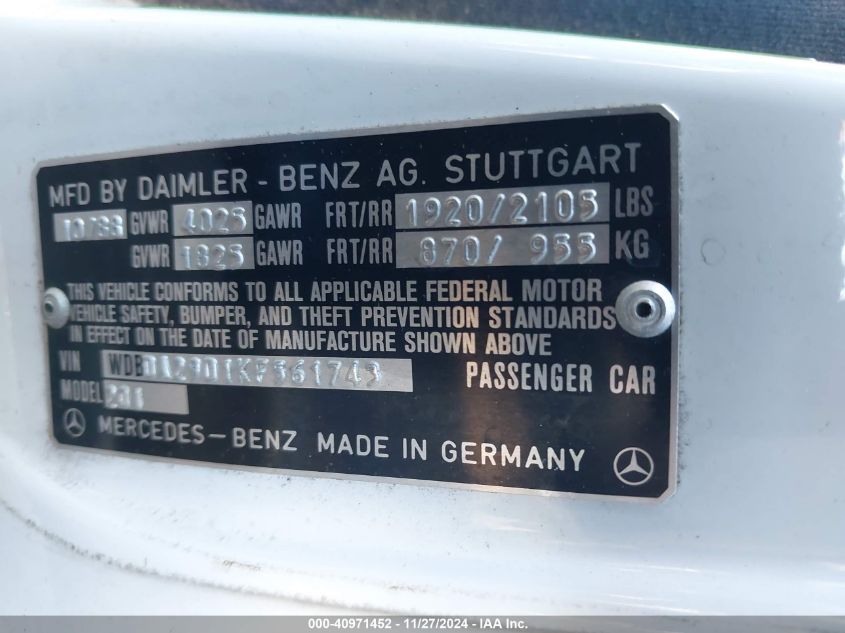 MFD BY DAIMLER - BENZ AG. STUTTGART
10/88 GVWR 4025 GAWR FRT/RR 1920/2105 LBS
GVWR 1825 GAWR FRT/RR 870/ 955 KG
THIS VEHICLE CONFORMS TO ALL APPLICABLE FEDERAL MOTOR
VEHICLE SAFETY, BUMPER, AND THEFT PREVENTION STANDARDS
IN EFFECT ON THE DATE OF MANUFACTURE SHOWN ABOVE
VIN WDBDA29D1KF561743 PASSENGER CAR
MODEL 201
MERCEDES-BENZ MADE IN GERMANY
000-40971452 - 11/27/2024 - IAA, Inc.